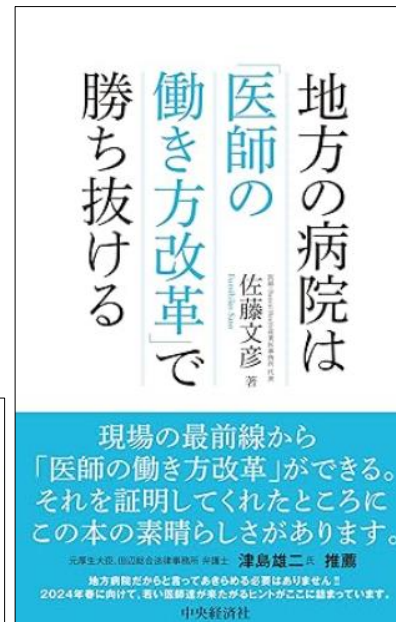 地方の病院は
「医師の
働き方改革」で
勝ち抜ける
佐藤文彦 著
Fumihiko Sato
現場の最前線から
「医師の働き方改革」ができる。
それを証明してくれたところに
この本の素晴らしさがあります。
元厚生大臣、田辺総合法律事務所 弁護士 津島雄二氏 推薦
地方病院だからと言ってあきらめる必要はありません!!
2024年春に向けて、若い医師達が来たがるヒントがここに詰まっています。
中央経済社